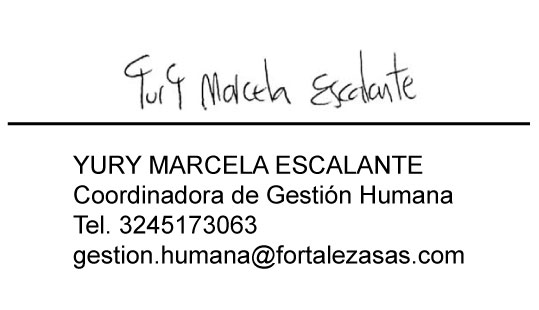 Yury Marcela Escalante
YURY MARCELA ESCALANTE
Coordinadora de Gestión Humana
Tel. 3245173063
gestion.humana@fortalezasas.com